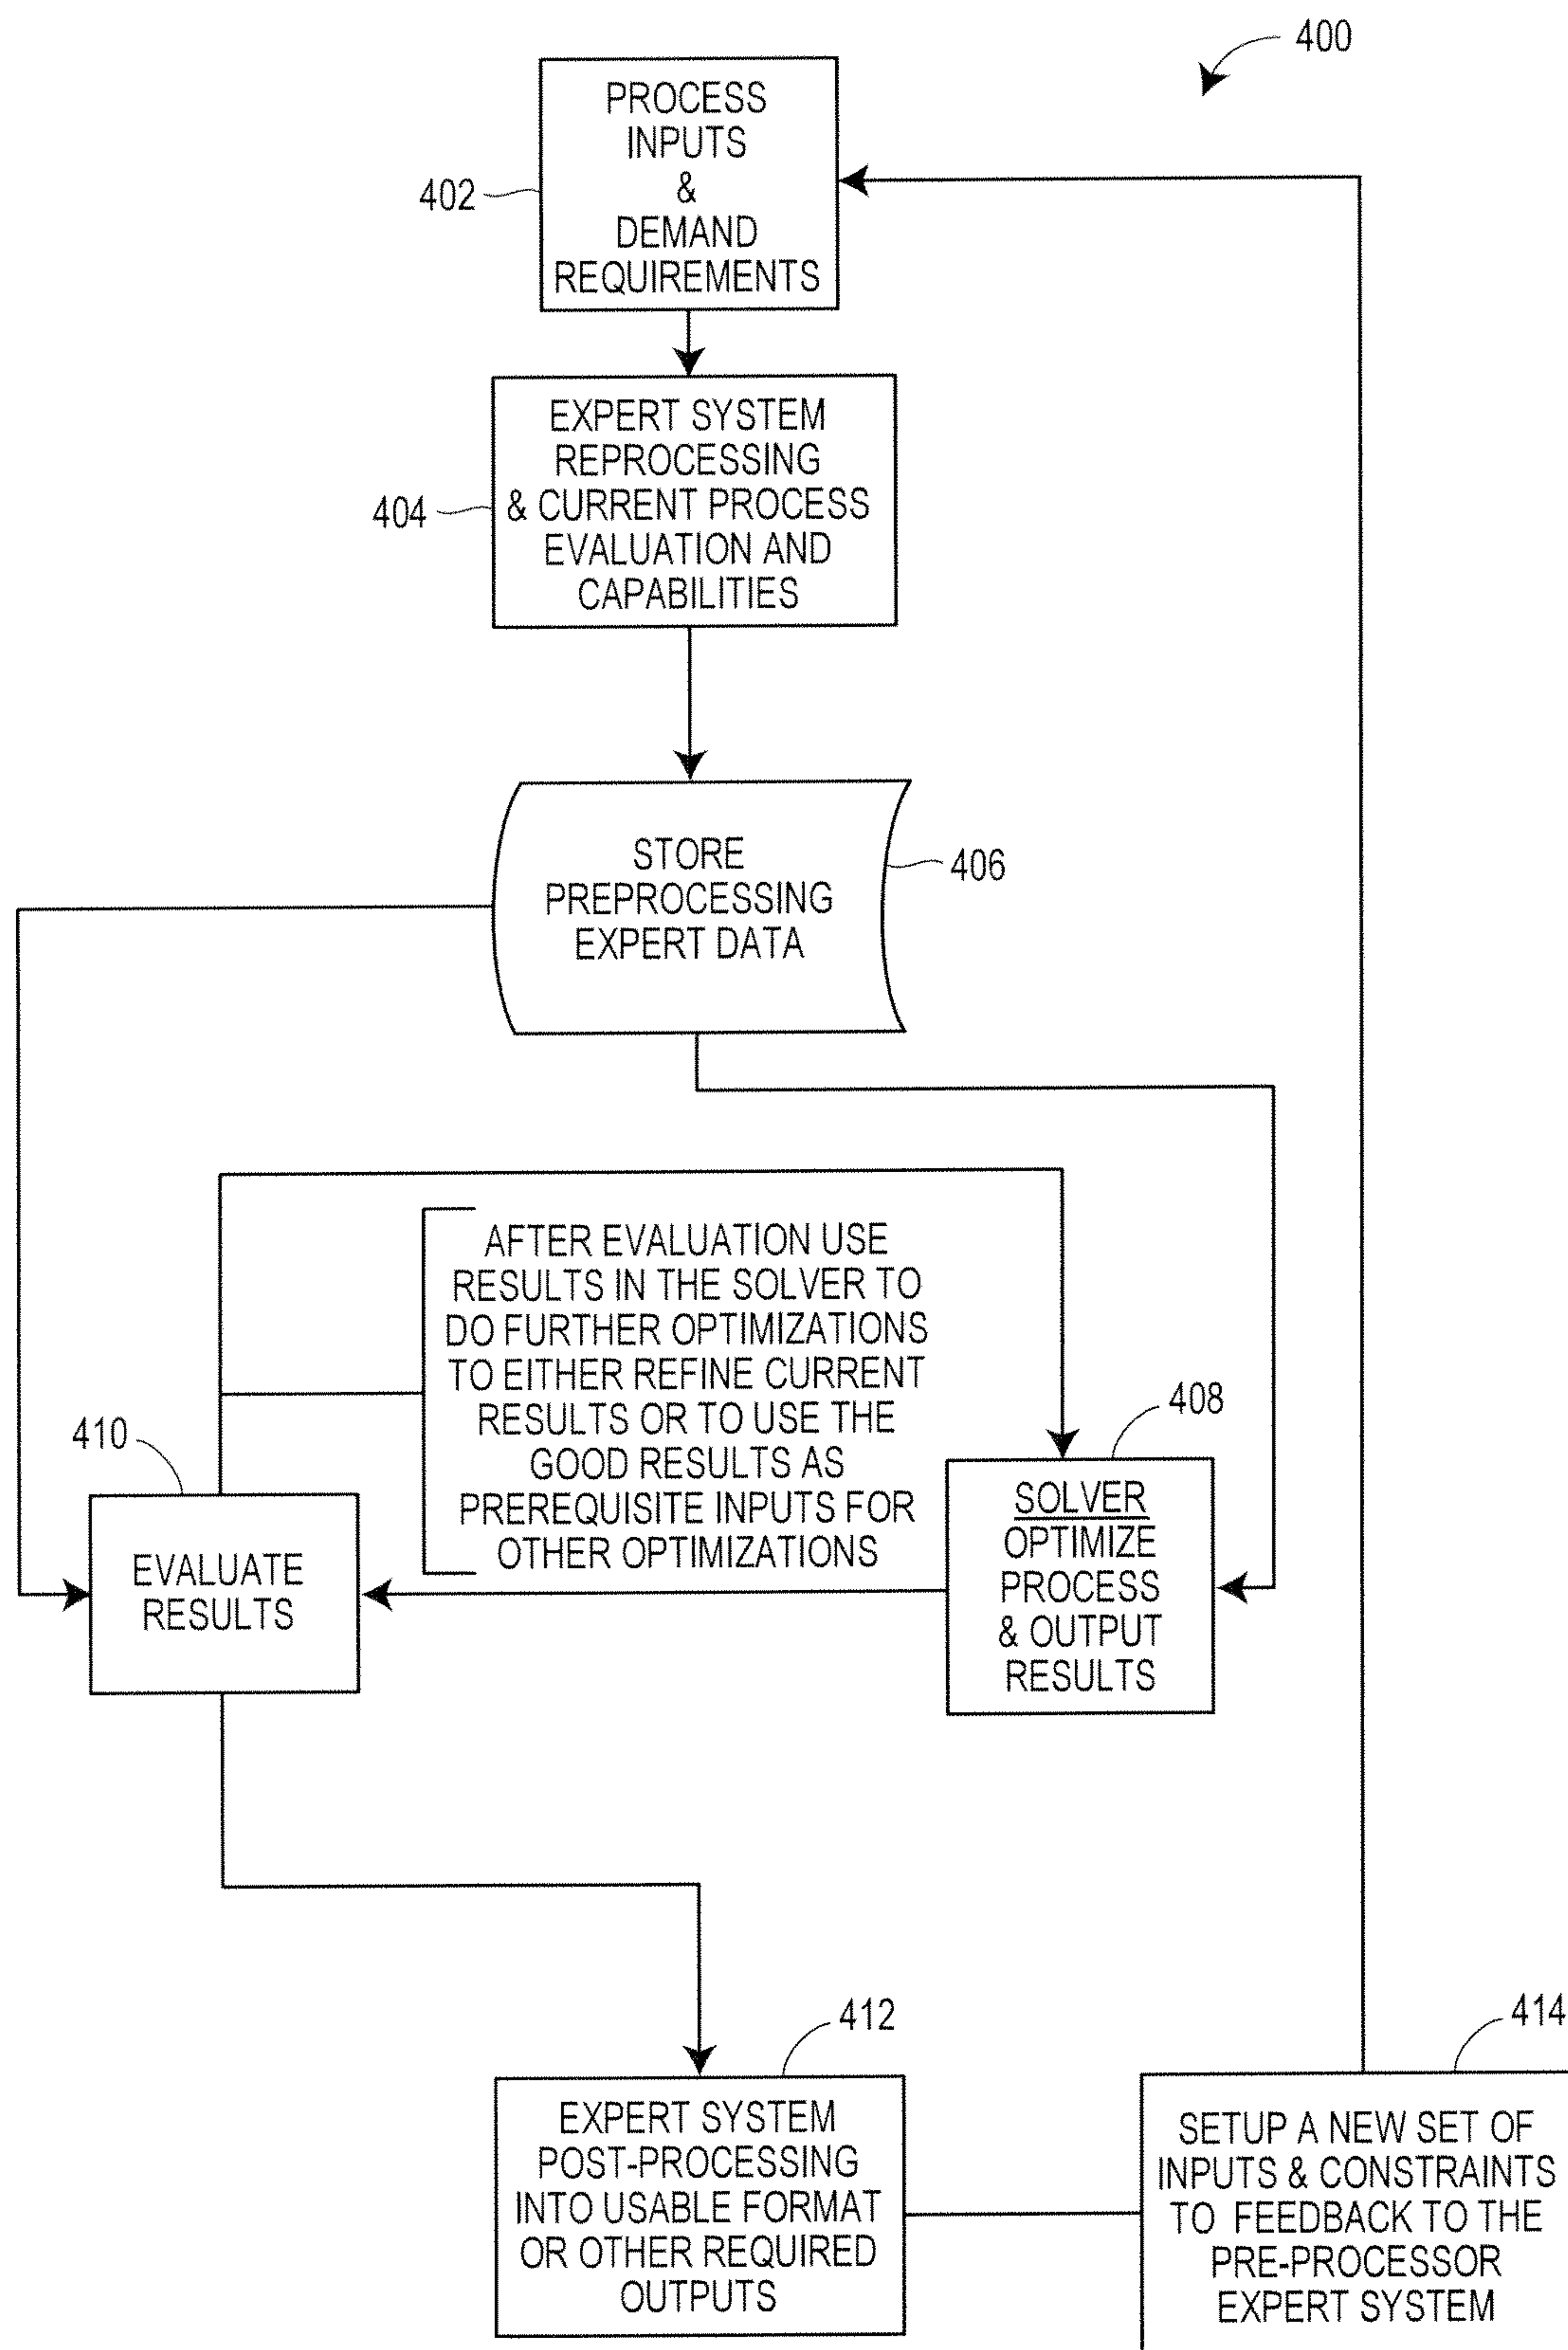 400
PROCESS
INPUTS
&
DEMAND
REQUIREMENTS
402
EXPERT SYSTEM
REPROCESSING
& CURRENT PROCESS
EVALUATION AND
CAPABILITIES
404
STORE
PREPROCESSING
EXPERT DATA
406
AFTER EVALUATION USE
RESULTS IN THE SOLVER TO
DO FURTHER OPTIMIZATIONS
TO EITHER REFINE CURRENT
RESULTS OR TO USE THE
GOOD RESULTS AS
PREREQUISITE INPUTS FOR
OTHER OPTIMIZATIONS
408
SOLVER
OPTIMIZE
PROCESS
& OUTPUT
RESULTS
410
EVALUATE
RESULTS
412
EXPERT SYSTEM
POST-PROCESSING
INTO USABLE FORMAT
OR OTHER REQUIRED
OUTPUTS
414
SETUP A NEW SET OF
INPUTS & CONSTRAINTS
TO FEEDBACK TO THE
PRE-PROCESSOR
EXPERT SYSTEM